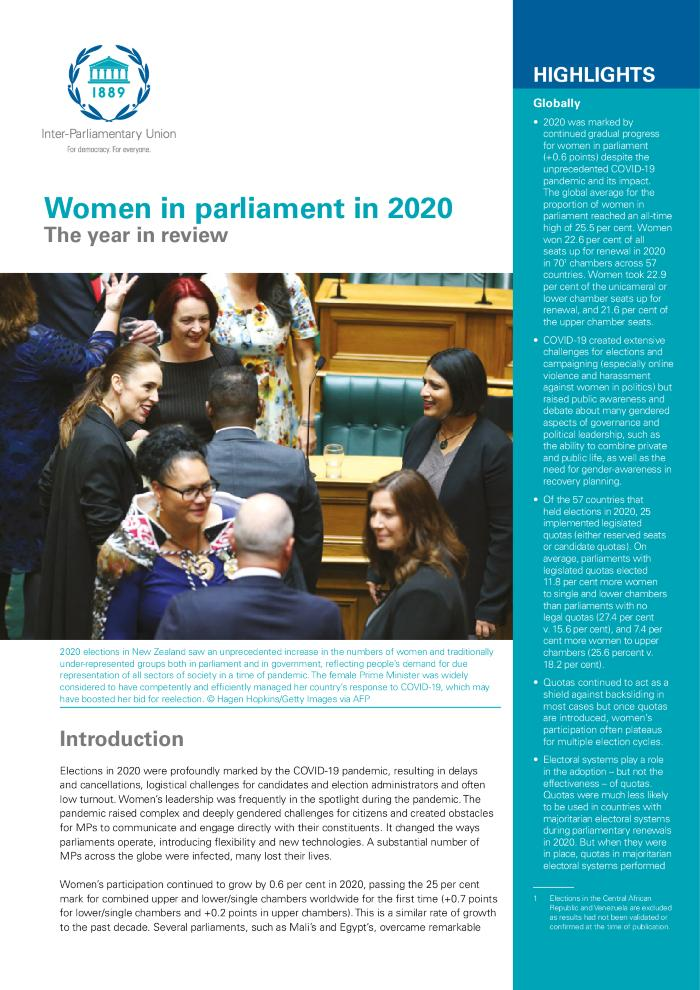 1889
Inter-Parliamentary Union
For democracy. For everyone.
Women in parliament in 2020
The year in review
2020 elections in New Zealand saw an unprecedented increase in the numbers of women and traditionally
under-represented groups both in parliament and in government, reflecting people's demand for due
representation of all sectors of society in a time of pandemic. The female Prime Minister was widely
considered to have competently and efficiently managed her country's response to COVID-19, which may
have boosted her bid for reelection. © Hagen Hopkins/Getty Images via AFP
Introduction
Elections in 2020 were profoundly marked by the COVID-19 pandemic, resulting in delays
and cancellations, logistical challenges for candidates and election administrators and often
low turnout. Women's leadership was frequently in the spotlight during the pandemic. The
pandemic raised complex and deeply gendered challenges for citizens and created obstacles
for MPs to communicate and engage directly with their constituents. It changed the ways
parliaments operate, introducing flexibility and new technologies. A substantial number of
MPs across the globe were infected, many lost their lives.
Women's participation continued to grow by 0.6 per cent in 2020, passing the 25 per cent
mark for combined upper and lower/single chambers worldwide for the first time (+0.7 points
for lower/single chambers and +0.2 points in upper chambers). This is a similar rate of growth
to the past decade. Several parliaments, such as Mali's and Egypt's, overcame remarkable
HIGHLIGHTS
Globally
• 2020 was marked by
continued gradual progress
for women in parliament
(+0.6 points) despite the
unprecedented COVID-19
pandemic and its impact.
The global average for the
proportion of women in
parliament reached an all-time
high of 25.5 per cent. Women
won 22.6 per cent of all
seats up for renewal in 2020
in 70¹ chambers across 57
countries. Women took 22.9
per cent of the unicameral or
lower chamber seats up for
renewal, and 21.6 per cent of
the upper chamber seats.
• COVID-19 created extensive
challenges for elections and
campaigning (especially online
violence and harassment
against women in politics) but
raised public awareness and
debate about many gendered
aspects of governance and
political leadership, such as
the ability to combine private
and public life, as well as the
need for gender-awareness in
recovery planning.
• Of the 57 countries that
held elections in 2020, 25
implemented legislated
quotas (either reserved seats
or candidate quotas). On
average, parliaments with
legislated quotas elected
11.8 per cent more women
to single and lower chambers
than parliaments with no
legal quotas (27.4 per cent
v. 15.6 per cent), and 7.4 per
cent more women to upper
chambers (25.6 percent v.
18.2 per cent).
• Quotas continued to act as a
shield against backsliding in
most cases but once quotas
are introduced, women's
participation often plateaus
for multiple election cycles.
• Electoral systems play a role
in the adoption – but not the
effectiveness – of quotas.
Quotas were much less likely
to be used in countries with
majoritarian electoral systems
during parliamentary renewals
in 2020. But when they were
in place, quotas in majoritarian
electoral systems performed
1 Elections in the Central African
Republic and Venezuela are excluded
as results had not been validated or
confirmed at the time of publication.